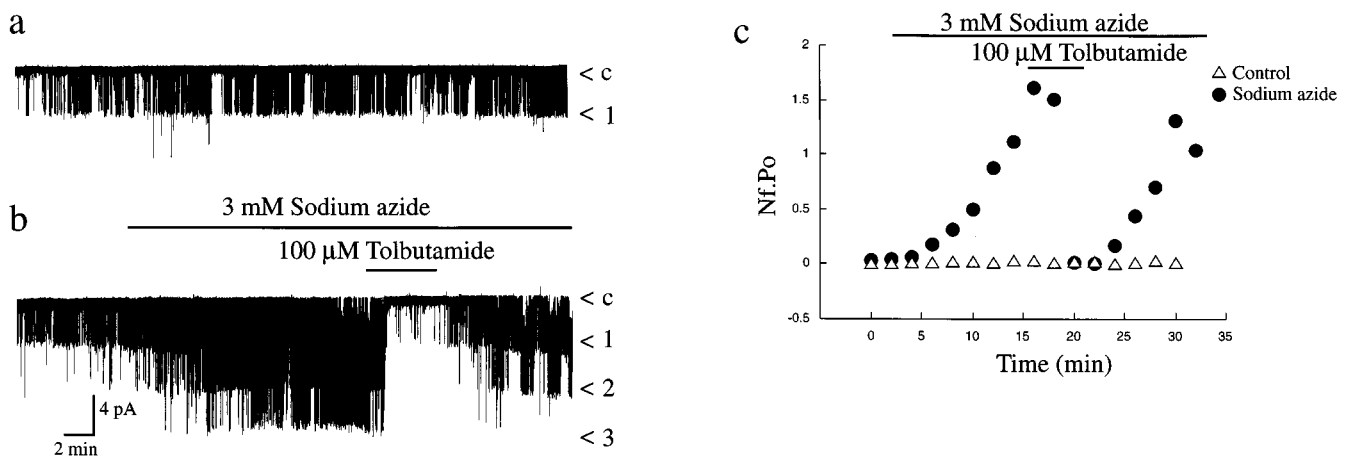 a
< c
< 1
b
3 mM Sodium azide
100 μM Tolbutamide
< c
< 1
< 2
< 3
4 pA
2 min
c
3 mM Sodium azide
100 μM Tolbutamide
△ Control
● Sodium azide
Nf.Po
2
1.5
1
0.5
0
-0.5
0 5 10 15 20 25 30 35
Time (min)